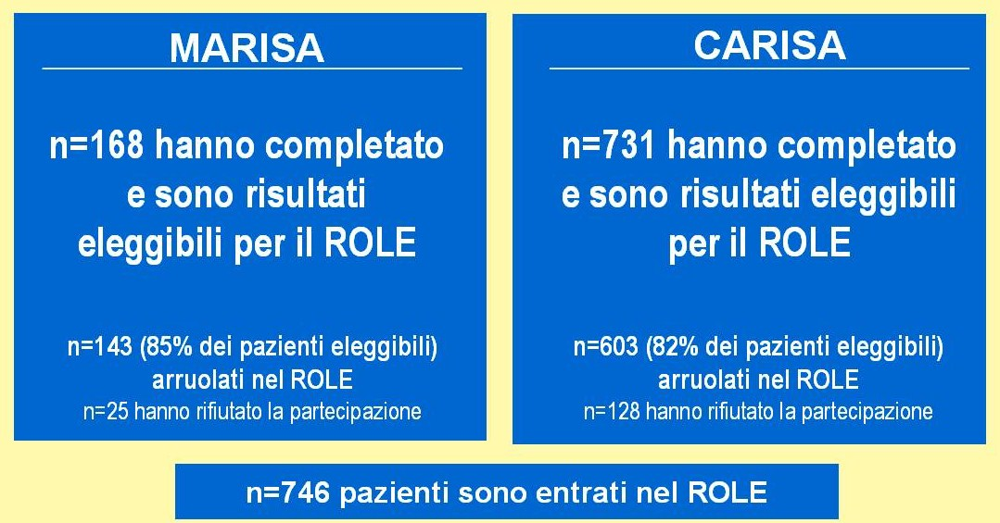 MARISA
n=168 hanno completato
e sono risultati
eleggibili per il ROLE
n=143 (85% dei pazienti eleggibili)
arruolati nel ROLE
n=25 hanno rifiutato la partecipazione
CARISA
n=731 hanno completato
e sono risultati eleggibili
per il ROLE
n=603 (82% dei pazienti eleggibili)
arruolati nel ROLE
n=128 hanno rifiutato la partecipazione
n=746 pazienti sono entrati nel ROLE